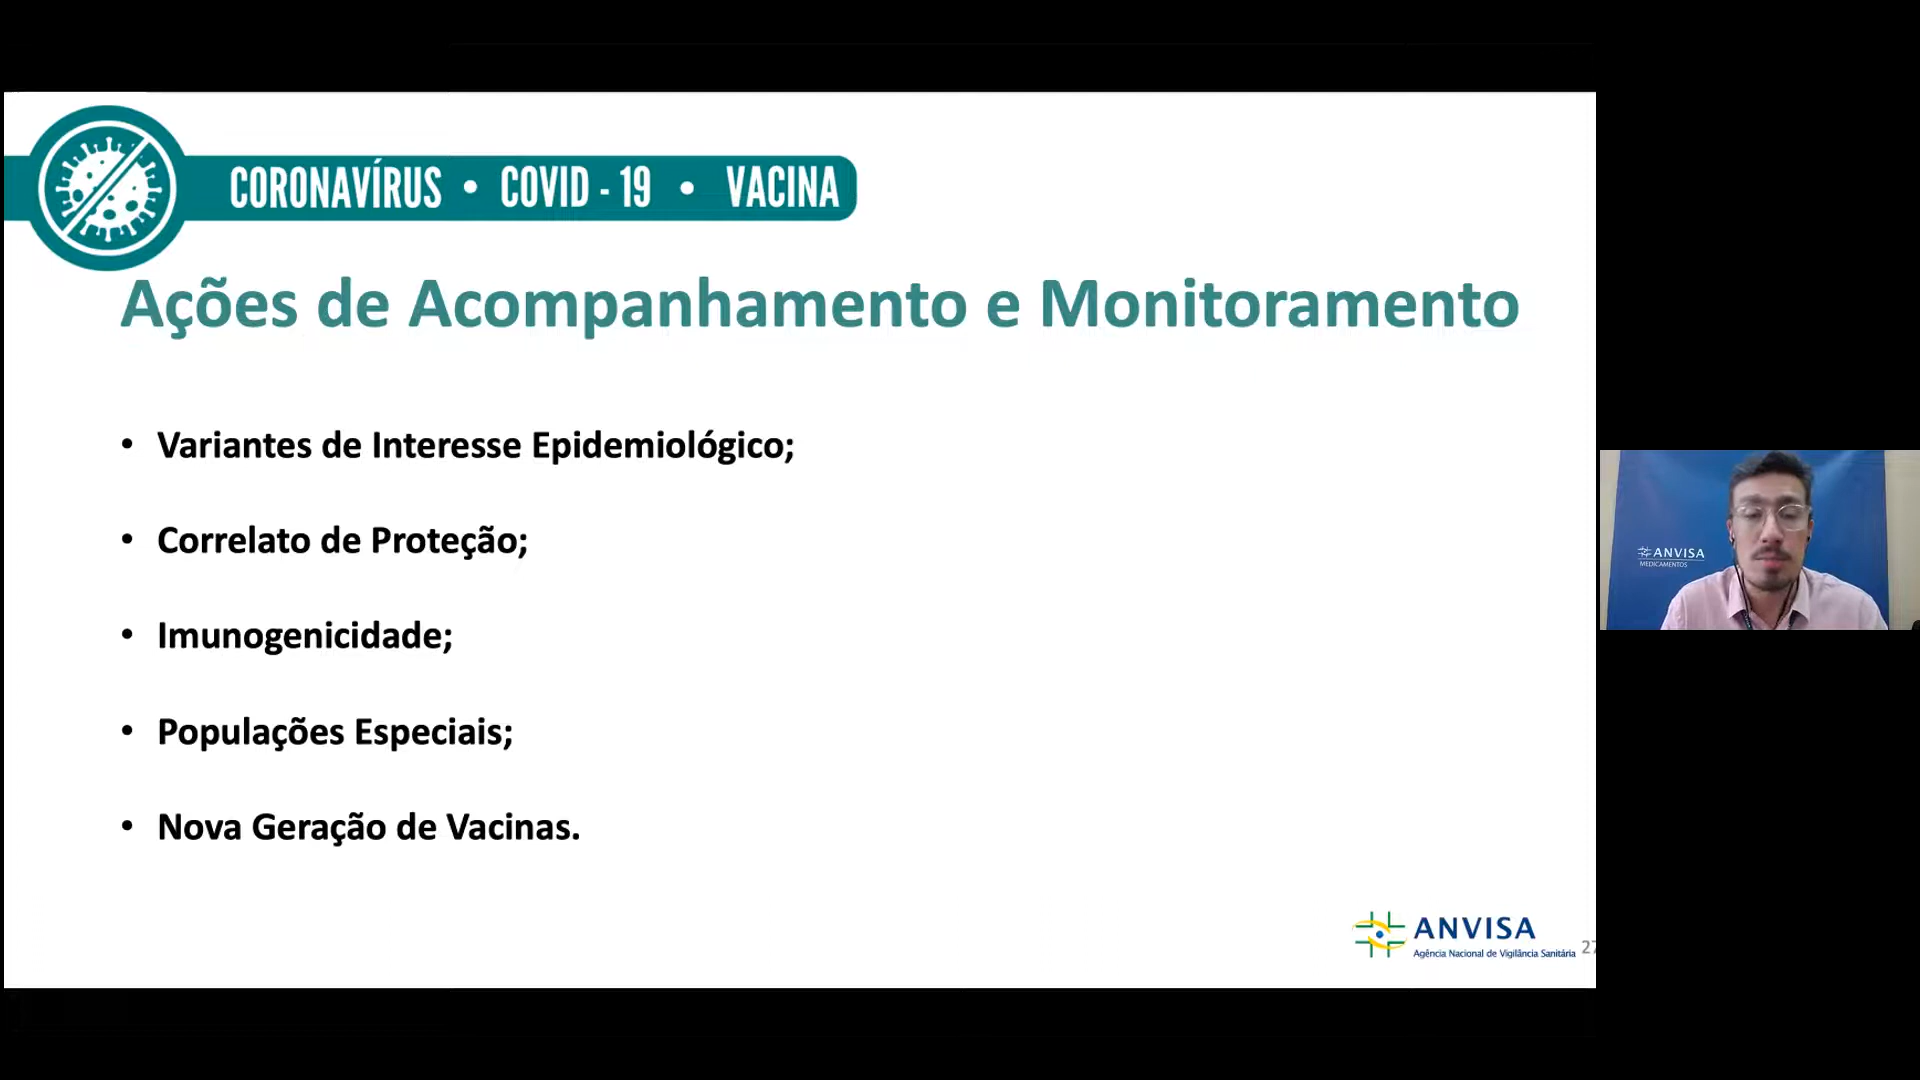 CORONAVÍRUS • COVID - 19 • VACINA
Ações de Acompanhamento e Monitoramento
• Variantes de Interesse Epidemiológico;
• Correlato de Proteção;
• Imunogenicidade;
• Populações Especiais;
• Nova Geração de Vacinas.
ANVISA
Agência Nacional de Vigilância Sanitária
27
ANVISA
MEDICAMENTOS